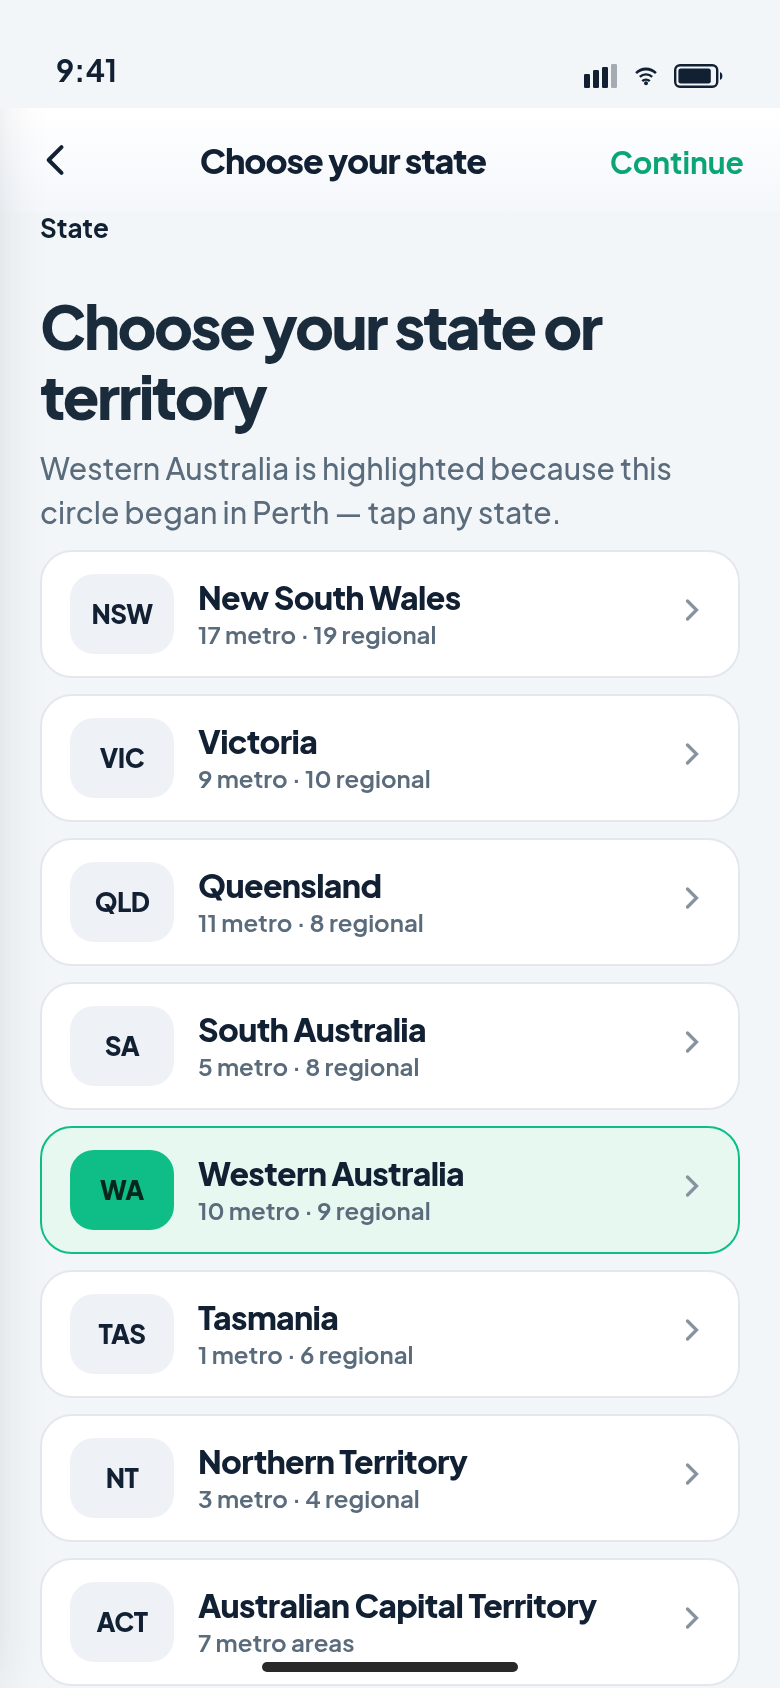 9:41
Choose your state
Continue
State
Choose your state or
territory
Western Australia is highlighted because this
circle began in Perth — tap any state.
NSW
New South Wales
17 metro · 19 regional
VIC
Victoria
9 metro · 10 regional
QLD
Queensland
11 metro · 8 regional
SA
South Australia
5 metro · 8 regional
WA
Western Australia
10 metro · 9 regional
TAS
Tasmania
1 metro · 6 regional
NT
Northern Territory
3 metro · 4 regional
ACT
Australian Capital Territory
7 metro areas